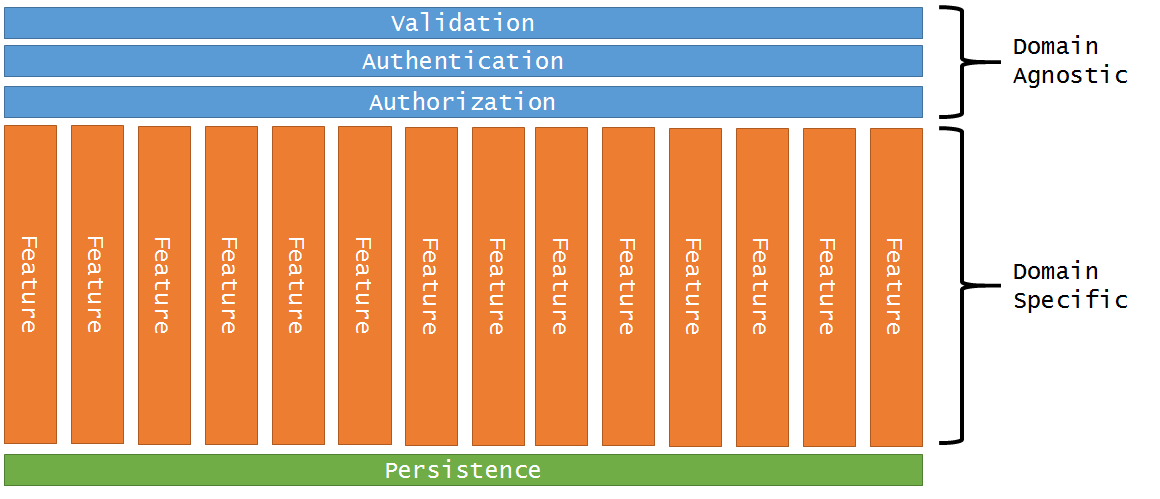 Validation
Authentication
Authorization
Domain
Agnostic
Feature
Feature
Feature
Feature
Feature
Feature
Feature
Feature
Feature
Feature
Feature
Feature
Feature
Feature
Domain
Specific
Persistence